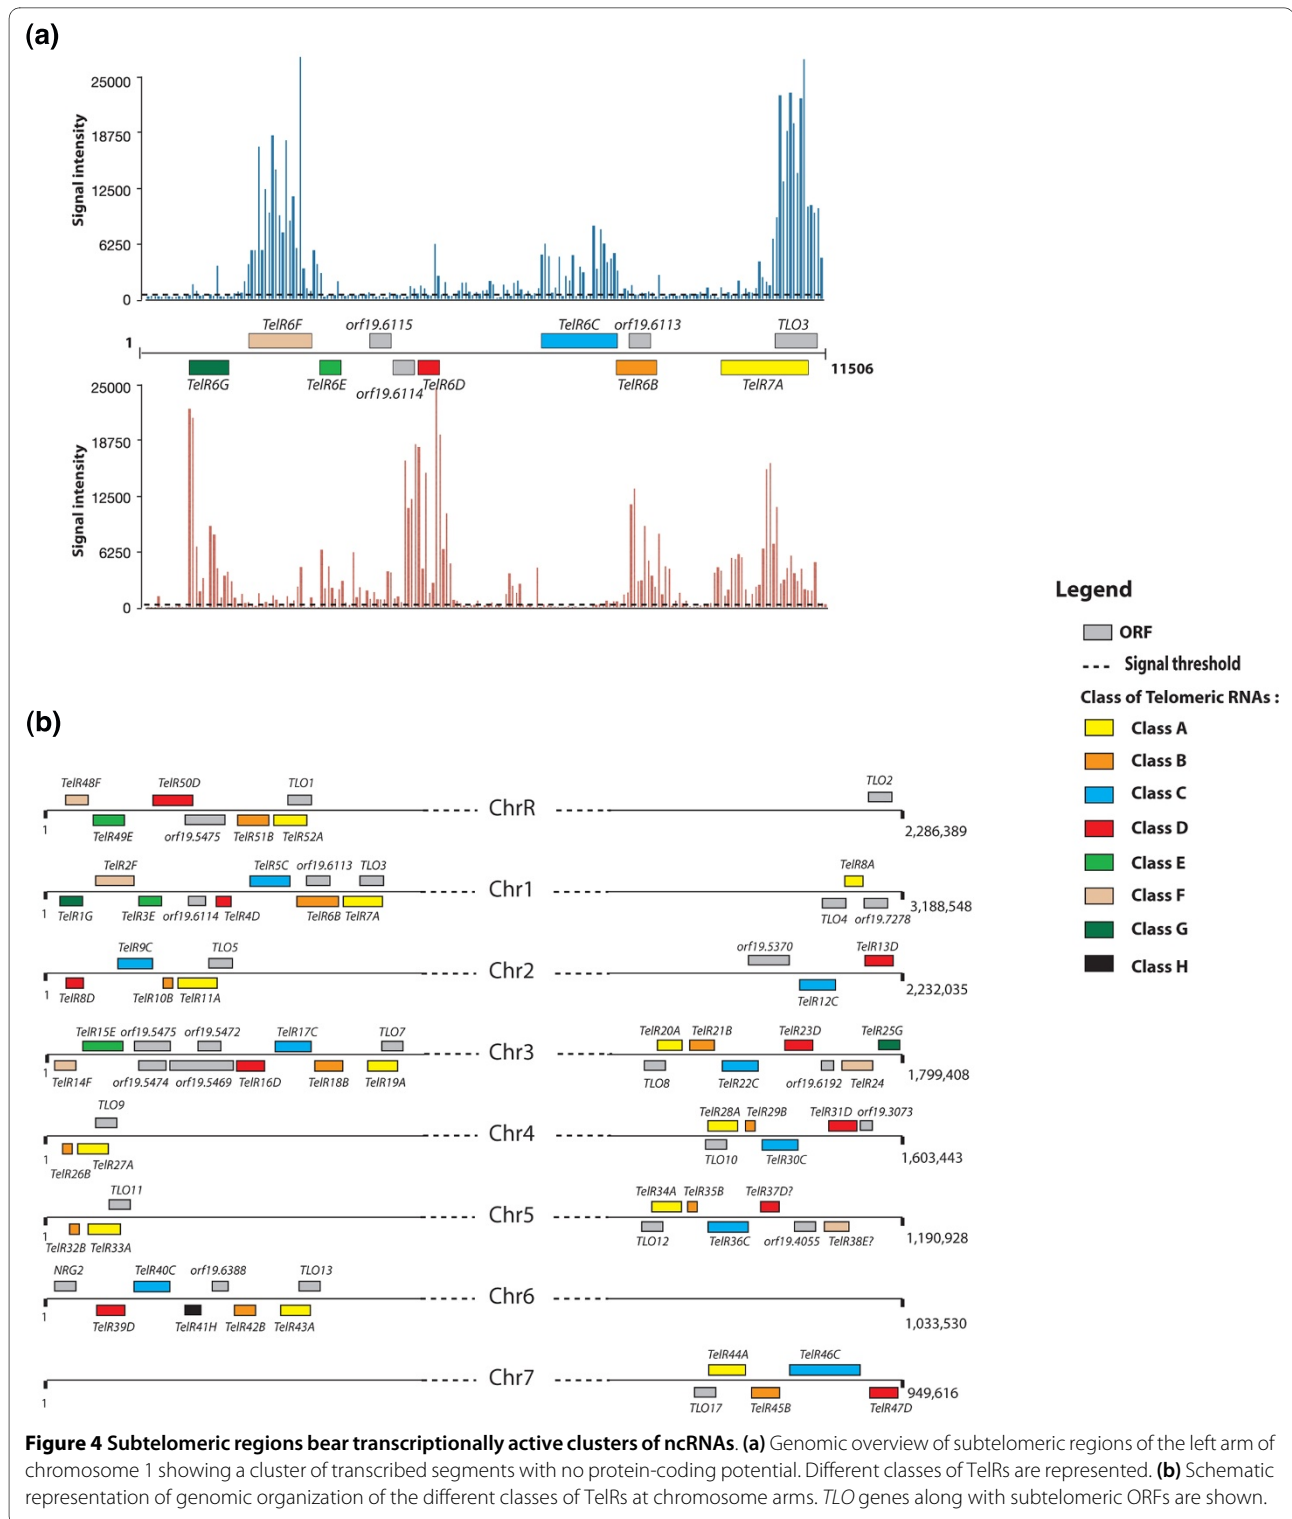 (a)
25000
18750
12500
6250
0
Signal intensity
TelR6F
orf19.6115
TelR6C
orf19.6113
TLO3
1
11506
TelR6G
TelR6E
orf19.6114
TelR6D
TelR6B
TelR7A
25000
18750
12500
6250
0
Signal intensity
Legend
ORF
Signal threshold
Class of Telomeric RNAs :
Class A
Class B
Class C
Class D
Class E
Class F
Class G
Class H
(b)
TelR48F TelR50D TLO1 TLO2
ChrR
1 2,286,389
TelR49E orf19.5475 TelR51B TelR52A
TelR2F TelR5C orf19.6113 TLO3 TelR8A
Chr1
1 3,188,548
TelR1G TelR3E orf19.6114 TelR4D TelR6B TelR7A TLO4 orf19.7278
TelR9C TLO5 orf19.5370 TelR13D
Chr2
1 2,232,035
TelR8D TelR10B TelR11A TelR12C
TelR15E orf19.5475 orf19.5472 TelR17C TLO7 TelR20A TelR21B TelR23D TelR25G
Chr3
1 1,799,408
TelR14F orf19.5474 orf19.5469 TelR16D TelR18B TelR19A TLO8 TelR22C orf19.6192 TelR24
TLO9 TelR28A TelR29B TelR31D orf19.3073
Chr4
1 1,603,443
TelR26B TelR27A TLO10 TelR30C
TLO11 TelR34A TelR35B TelR37D?
Chr5
1 1,190,928
TelR32B TelR33A TLO12 TelR36C orf19.4055 TelR38E?
NRG2 TelR40C orf19.6388 TLO13
Chr6
1 1,033,530
TelR39D TelR41H TelR42B TelR43A
TelR44A TelR46C
Chr7
1 949,616
TLO17 TelR45B TelR47D
Figure 4 Subtelomeric regions bear transcriptionally active clusters of ncRNAs. (a) Genomic overview of subtelomeric regions of the left arm of
chromosome 1 showing a cluster of transcribed segments with no protein-coding potential. Different classes of TelRs are represented. (b) Schematic
representation of genomic organization of the different classes of TelRs at chromosome arms. TLO genes along with subtelomeric ORFs are shown.